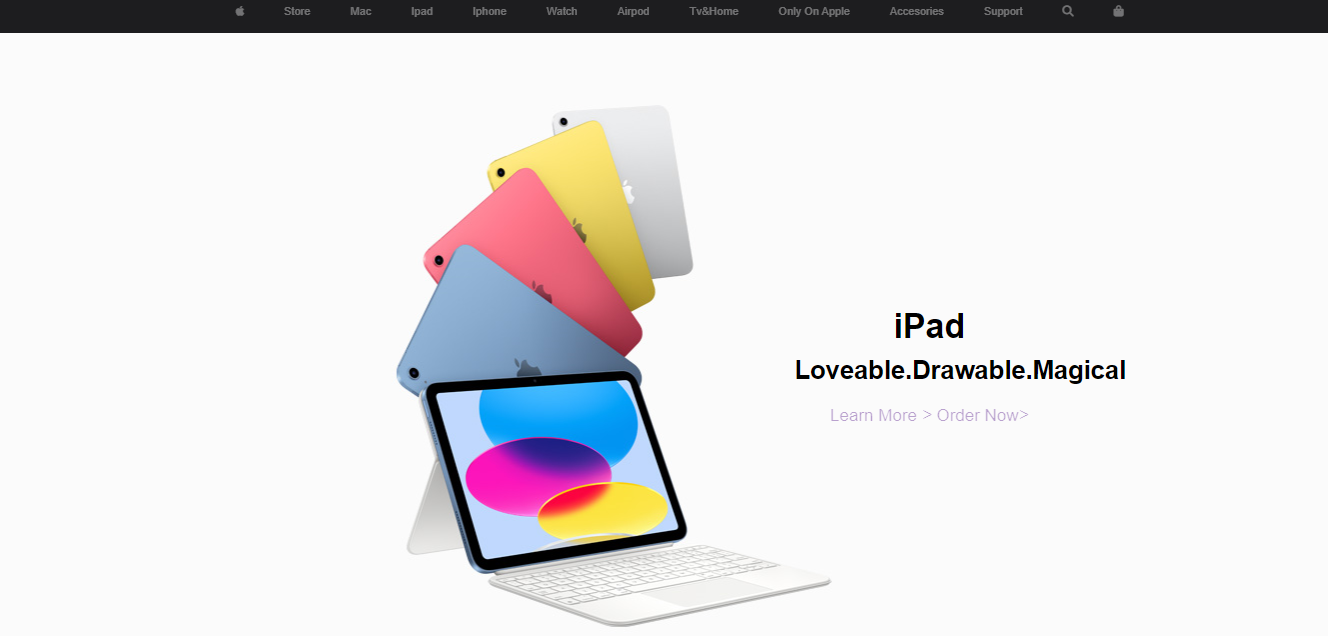 Store Mac Ipad Iphone Watch Airpod Tv&Home Only On Apple Accesories Support
iPad
Loveable.Drawable.Magical
Learn More > Order Now>